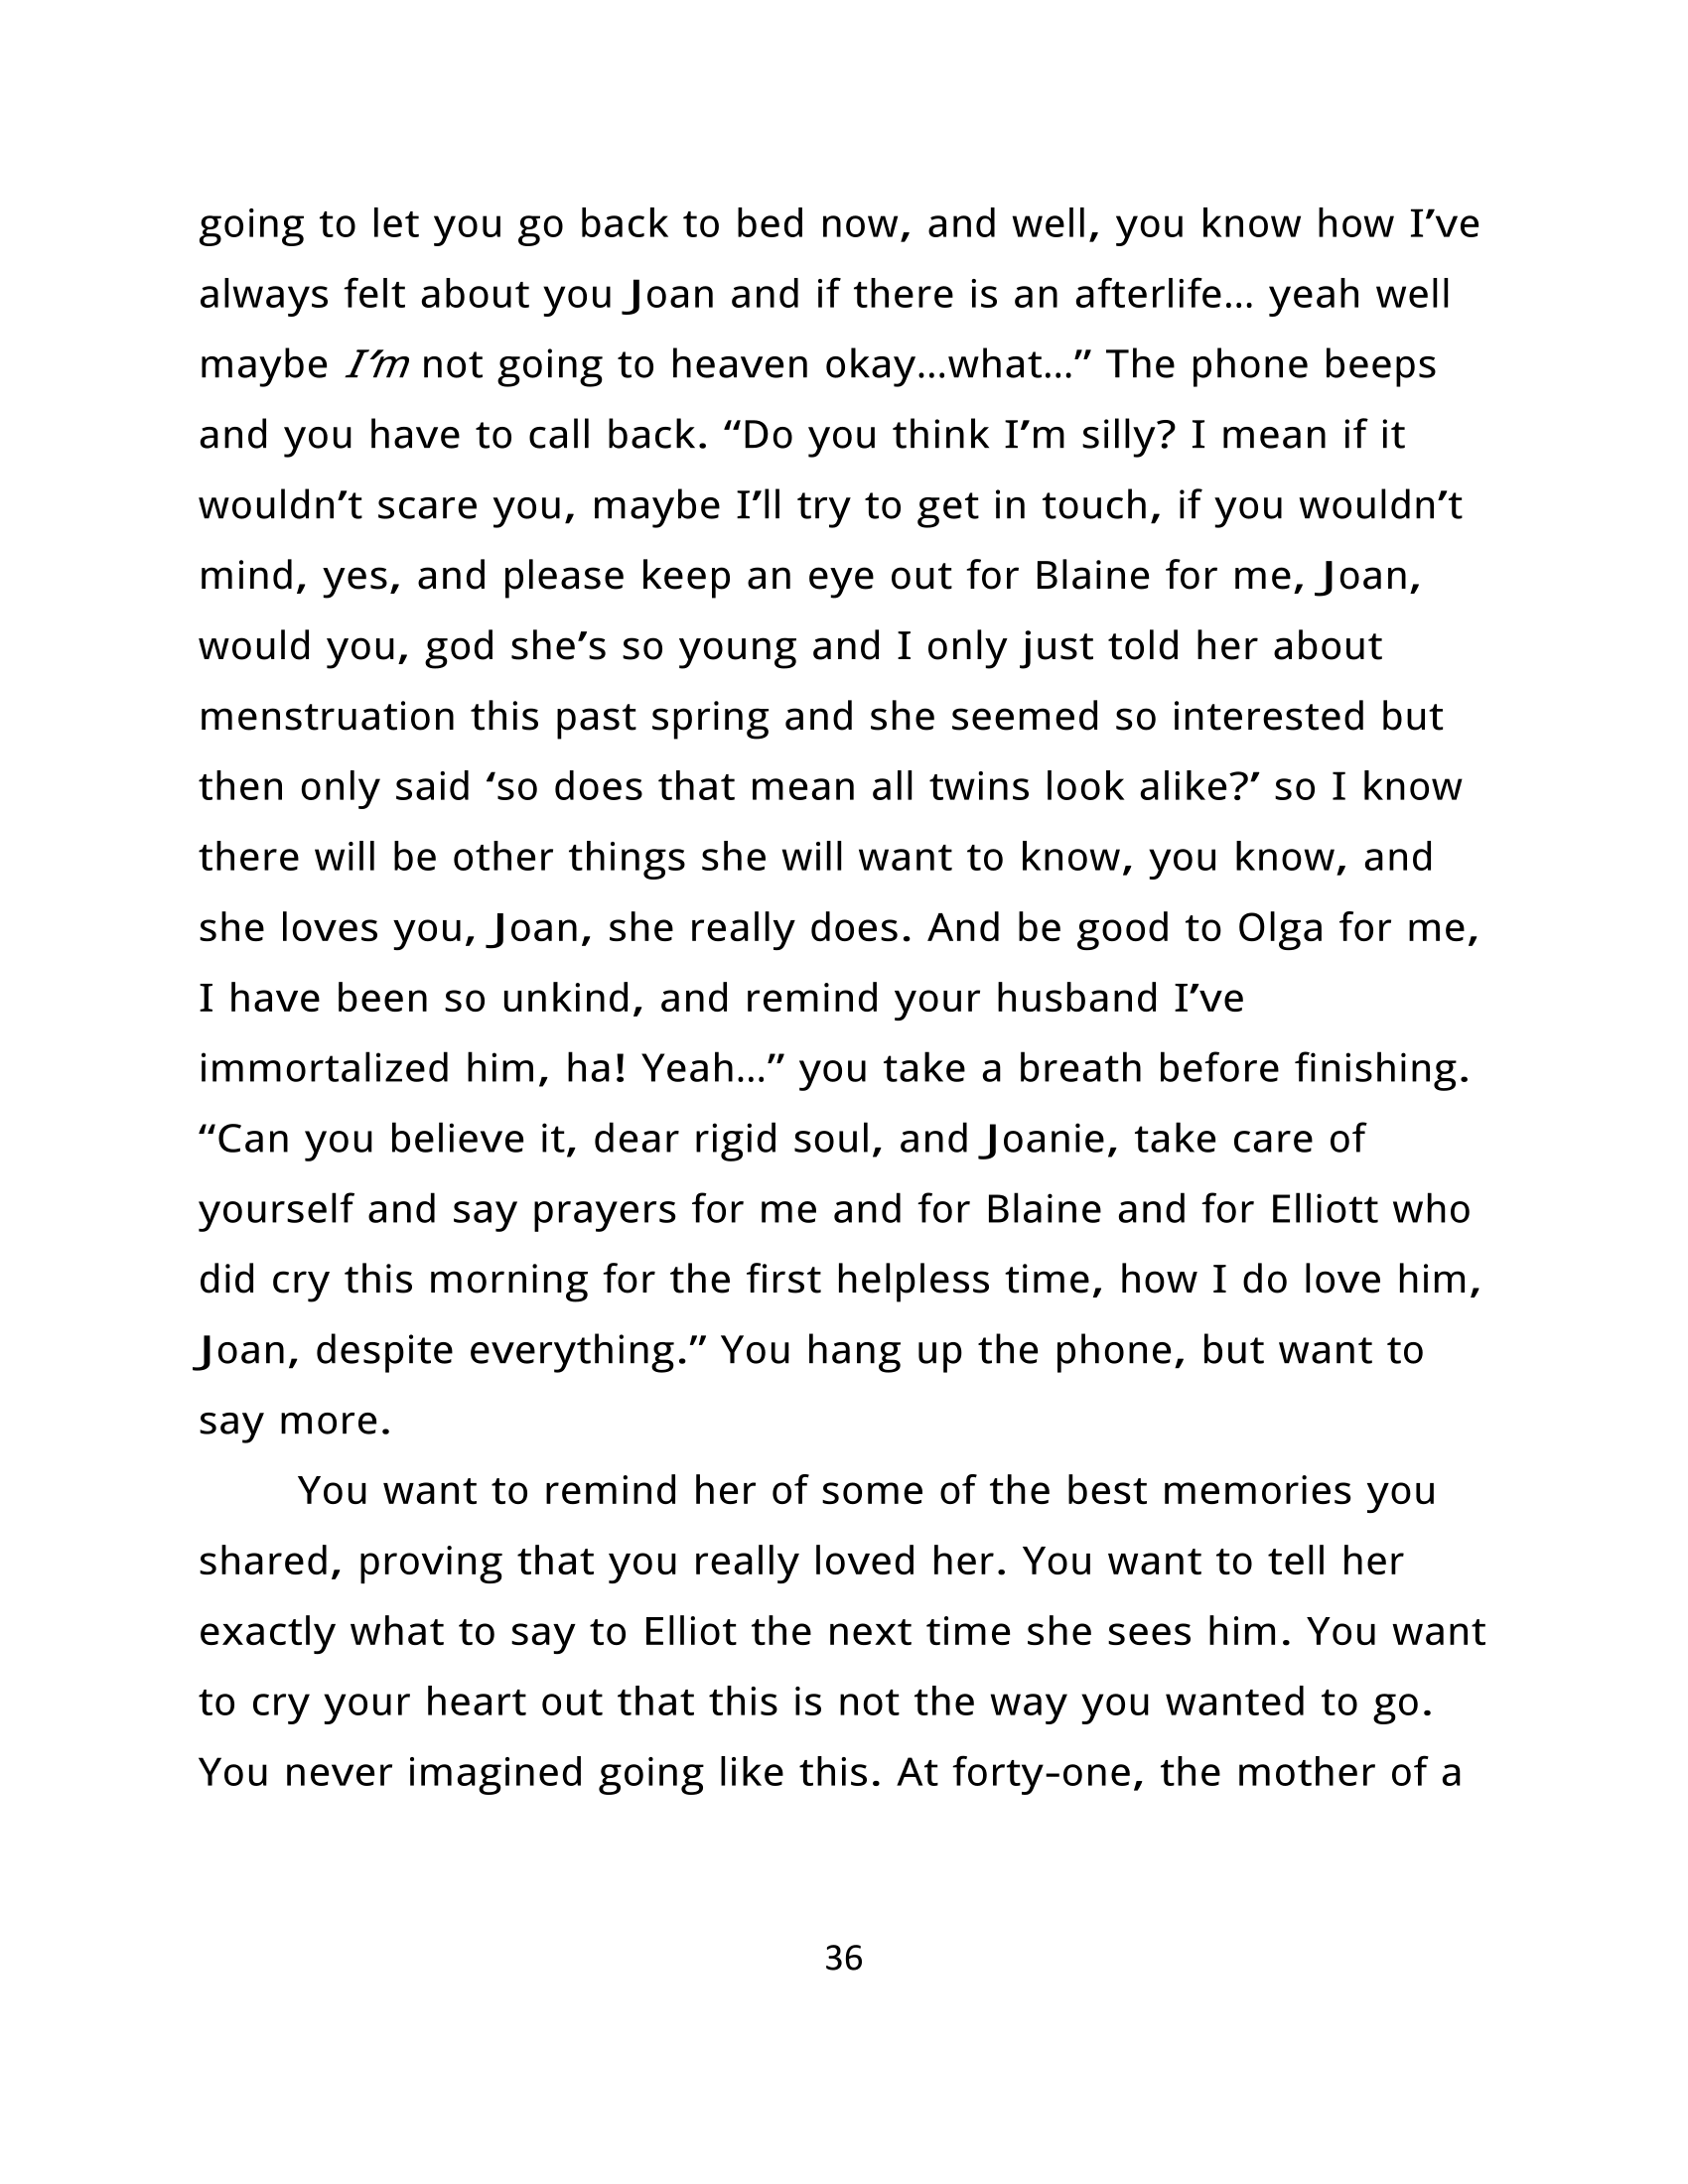 going to let you go back to bed now, and well, you know how I’ve
always felt about you Joan and if there is an afterlife… yeah well
maybe I’m not going to heaven okay…what…” The phone beeps
and you have to call back. “Do you think I’m silly? I mean if it
wouldn’t scare you, maybe I’ll try to get in touch, if you wouldn’t
mind, yes, and please keep an eye out for Blaine for me, Joan,
would you, god she’s so young and I only just told her about
menstruation this past spring and she seemed so interested but
then only said ‘so does that mean all twins look alike?’ so I know
there will be other things she will want to know, you know, and
she loves you, Joan, she really does. And be good to Olga for me,
I have been so unkind, and remind your husband I’ve
immortalized him, ha! Yeah…” you take a breath before finishing.
“Can you believe it, dear rigid soul, and Joanie, take care of
yourself and say prayers for me and for Blaine and for Elliott who
did cry this morning for the first helpless time, how I do love him,
Joan, despite everything.” You hang up the phone, but want to
say more.
You want to remind her of some of the best memories you
shared, proving that you really loved her. You want to tell her
exactly what to say to Elliot the next time she sees him. You want
to cry your heart out that this is not the way you wanted to go.
You never imagined going like this. At forty-one, the mother of a
36